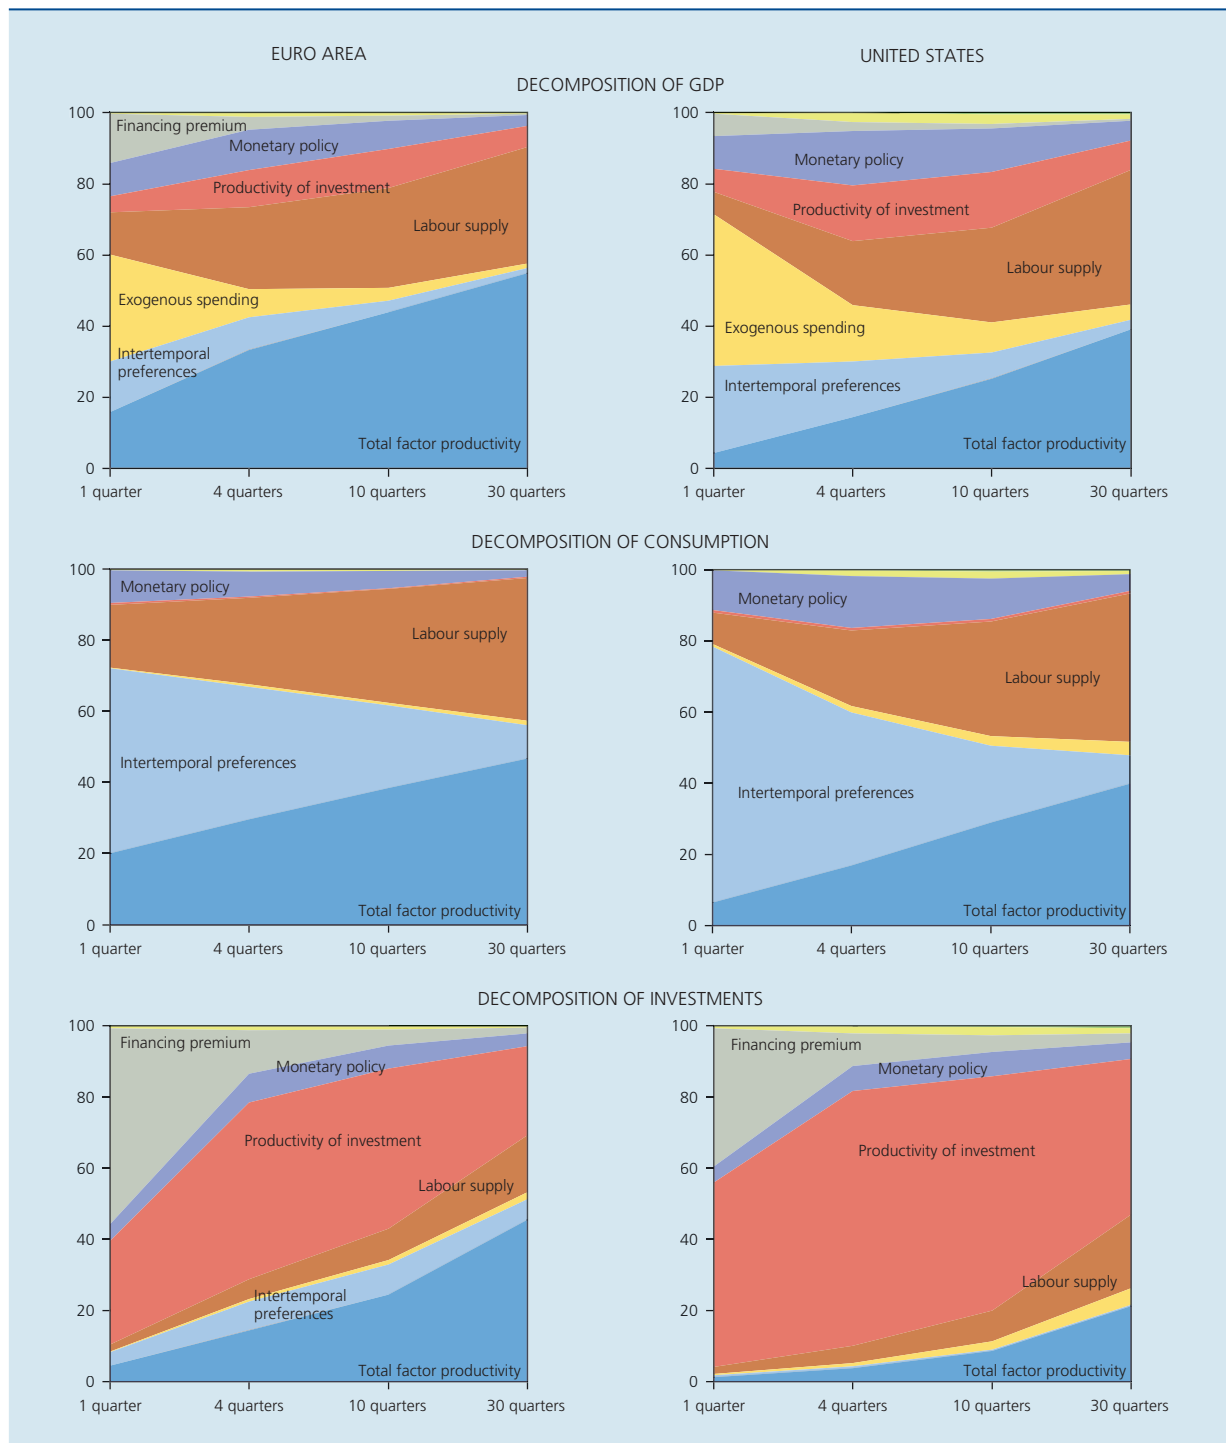 EURO AREA
UNITED STATES
DECOMPOSITION OF GDP
100
80
60
40
20
0
Financing premium
Monetary policy
Productivity of investment
Labour supply
Exogenous spending
Intertemporal
preferences
Total factor productivity
1 quarter 4 quarters 10 quarters 30 quarters
100
80
60
40
20
0
Monetary policy
Productivity of investment
Labour supply
Exogenous spending
Intertemporal preferences
Total factor productivity
1 quarter 4 quarters 10 quarters 30 quarters
DECOMPOSITION OF CONSUMPTION
100
80
60
40
20
0
Monetary policy
Labour supply
Intertemporal preferences
Total factor productivity
1 quarter 4 quarters 10 quarters 30 quarters
100
80
60
40
20
0
Monetary policy
Labour supply
Intertemporal preferences
Total factor productivity
1 quarter 4 quarters 10 quarters 30 quarters
DECOMPOSITION OF INVESTMENTS
100
80
60
40
20
0
Financing premium
Monetary policy
Productivity of investment
Labour supply
Intertemporal
preferences
Total factor productivity
1 quarter 4 quarters 10 quarters 30 quarters
100
80
60
40
20
0
Financing premium
Monetary policy
Productivity of investment
Labour supply
Total factor productivity
1 quarter 4 quarters 10 quarters 30 quarters